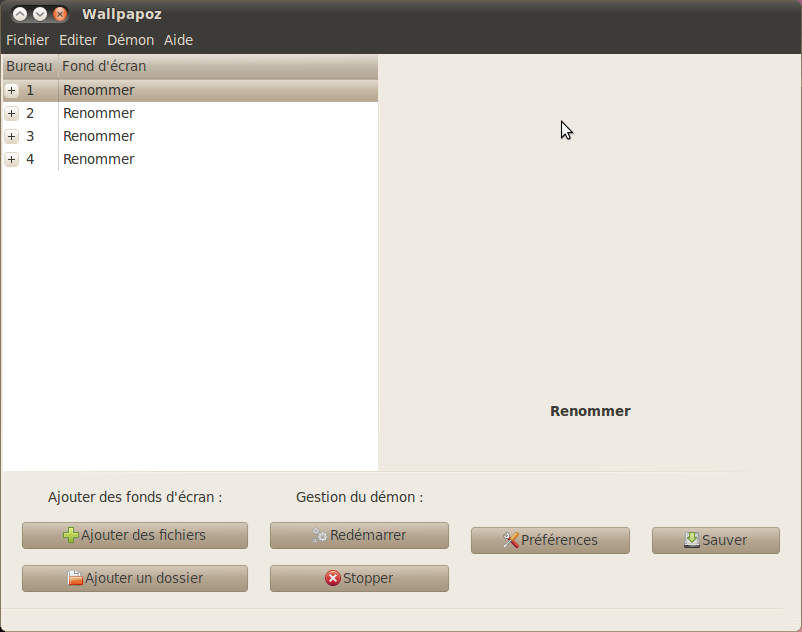 Wallpapoz
Fichier Editer Démon Aide
Bureau Fond d'écran
1 Renommer
2 Renommer
3 Renommer
4 Renommer
Renommer
Ajouter des fonds d'écran : Gestion du démon :
Ajouter des fichiers Redémarrer Préférences Sauver
Ajouter un dossier Stopper